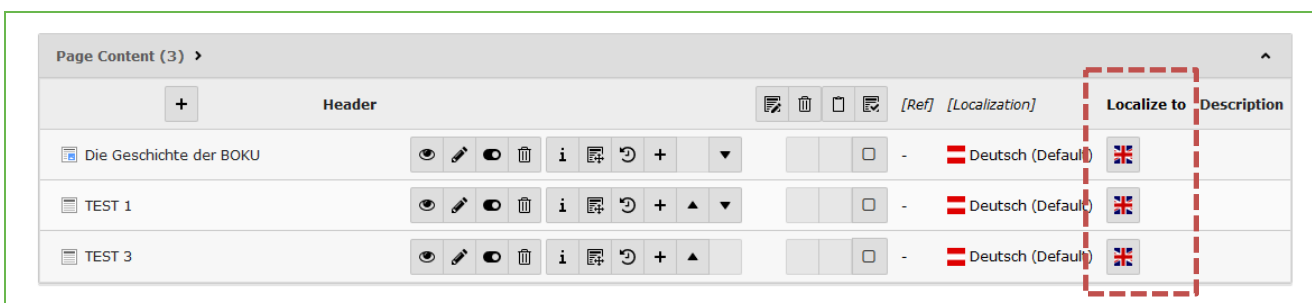 Page Content (3)
Header [Ref] [Localization] Localize to Description
Die Geschichte der BOKU - Deutsch (Default)
TEST 1 - Deutsch (Default)
TEST 3 - Deutsch (Default)